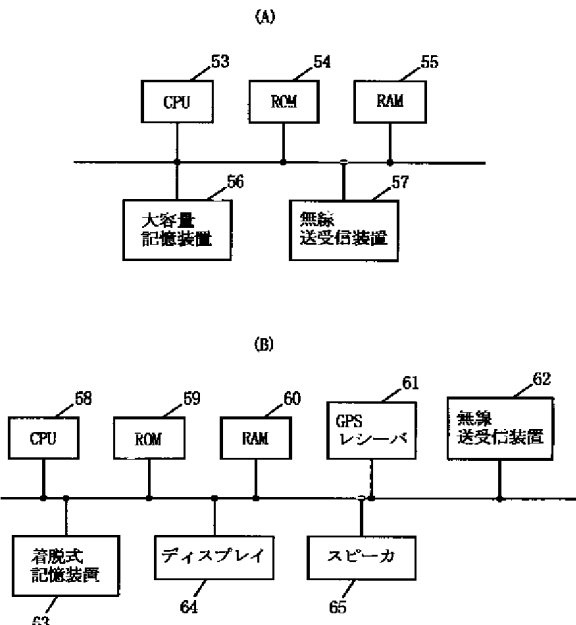 (A)
53
54
55
CPU
ROM
RAM
56
57
大容量
記憶装置
無線
送受信装置
(B)
58
59
60
61
62
CPU
ROM
RAM
GPS
レシーバ
無線
送受信装置
着脱式
記憶装置
ディスプレイ
スピーカ
63
64
65